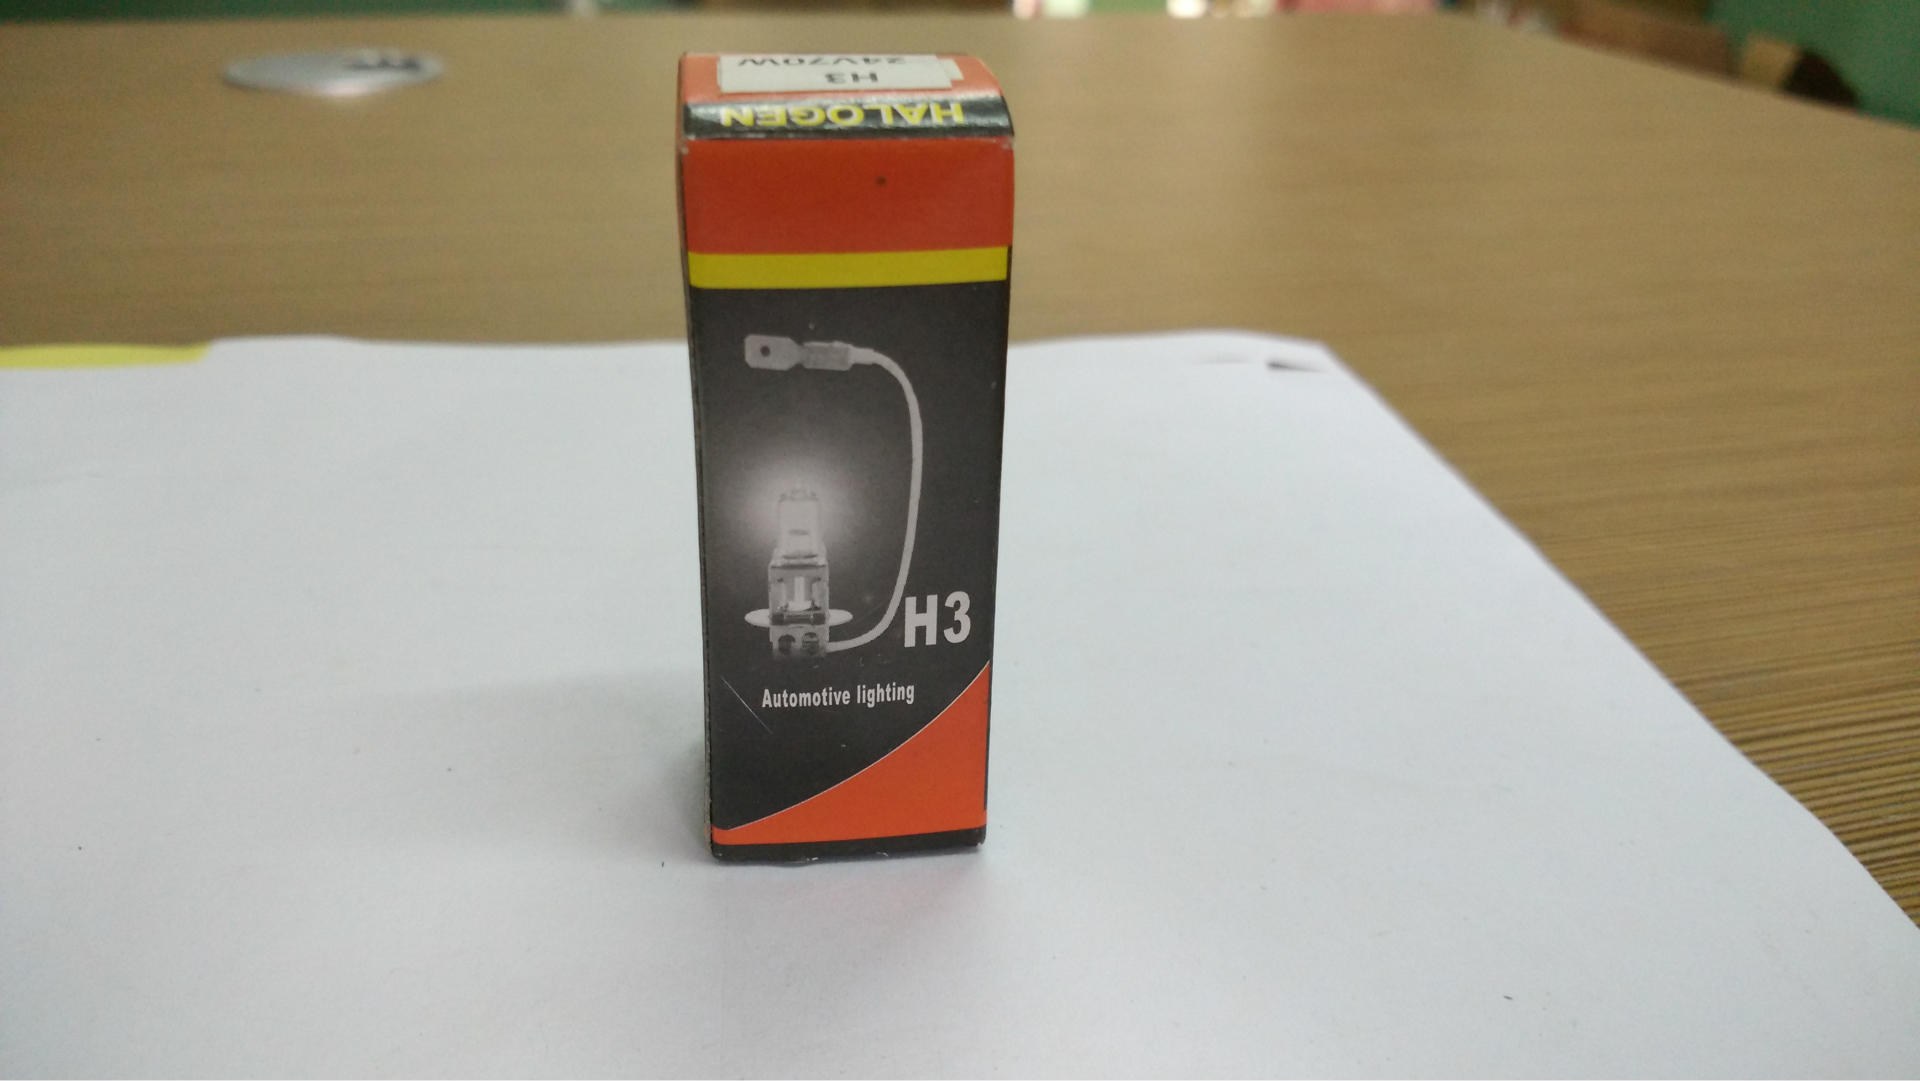 24V70W
H3
HALOGEN
H3
Automotive lighting